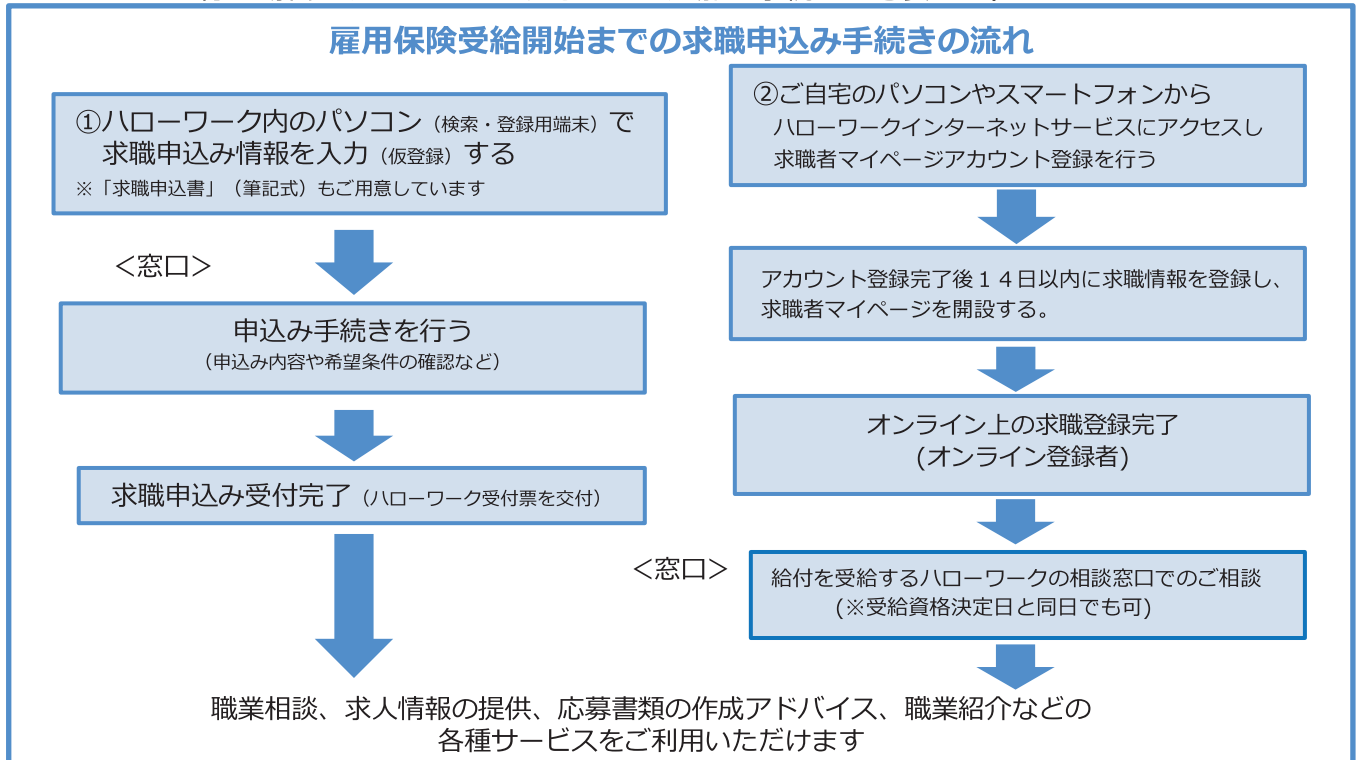 雇用保険受給開始までの求職申込み手続きの流れ
①ハローワーク内のパソコン（検索・登録用端末）で
求職申込み情報を入力（仮登録）する
※「求職申込書」（筆記式）もご用意しています
＜窓口＞
申込み手続きを行う
（申込み内容や希望条件の確認など）
求職申込み受付完了（ハローワーク受付票を交付）
②ご自宅のパソコンやスマートフォンから
ハローワークインターネットサービスにアクセスし
求職者マイページアカウント登録を行う
アカウント登録完了後１４日以内に求職情報を登録し、
求職者マイページを開設する。
オンライン上の求職登録完了
(オンライン登録者)
＜窓口＞
給付を受給するハローワークの相談窓口でのご相談
(※受給資格決定日と同日でも可)
職業相談、求人情報の提供、応募書類の作成アドバイス、職業紹介などの
各種サービスをご利用いただけます